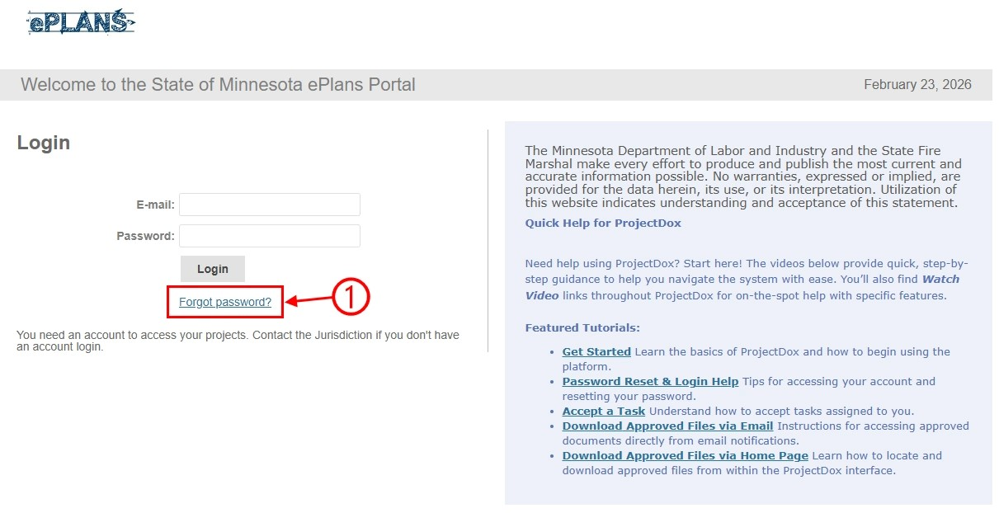 ePLANS
Welcome to the State of Minnesota ePlans Portal
February 23, 2026
Login
E-mail:
Password:
Login
Forgot password?
1
You need an account to access your projects. Contact the Jurisdiction if you don't have
an account login.
The Minnesota Department of Labor and Industry and the State Fire
Marshal make every effort to produce and publish the most current and
accurate information possible. No warranties, expressed or implied, are
provided for the data herein, its use, or its interpretation. Utilization of
this website indicates understanding and acceptance of this statement.
Quick Help for ProjectDox
Need help using ProjectDox? Start here! The videos below provide quick, step-by-
step guidance to help you navigate the system with ease. You’ll also find Watch
Video links throughout ProjectDox for on-the-spot help with specific features.
Featured Tutorials:
• Get Started Learn the basics of ProjectDox and how to begin using the
platform.
• Password Reset & Login Help Tips for accessing your account and
resetting your password.
• Accept a Task Understand how to accept tasks assigned to you.
• Download Approved Files via Email Instructions for accessing approved
documents directly from email notifications.
• Download Approved Files via Home Page Learn how to locate and
download approved files from within the ProjectDox interface.